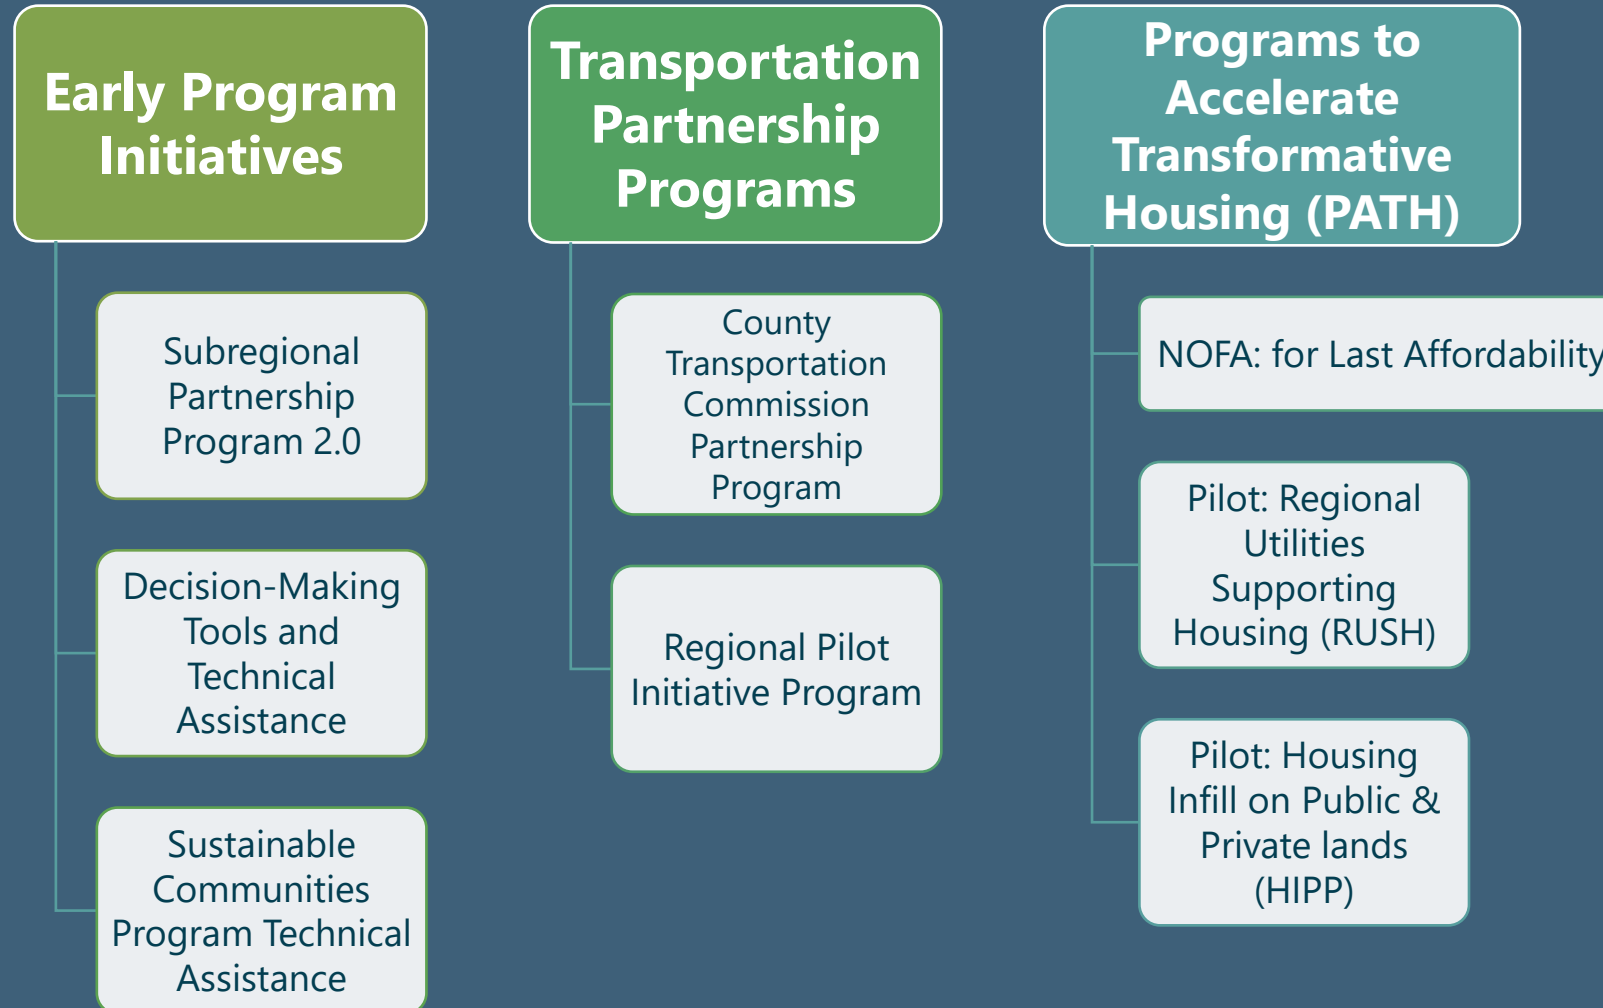 Early Program
Initiatives
Subregional
Partnership
Program 2.0
Decision-Making
Tools and
Technical
Assistance
Sustainable
Communities
Program Technical
Assistance
Transportation
Partnership
Programs
County
Transportation
Commission
Partnership
Program
Regional Pilot
Initiative Program
Programs to
Accelerate
Transformative
Housing (PATH)
NOFA: for Last Affordability
Pilot: Regional
Utilities
Supporting
Housing (RUSH)
Pilot: Housing
Infill on Public &
Private lands
(HIPP)